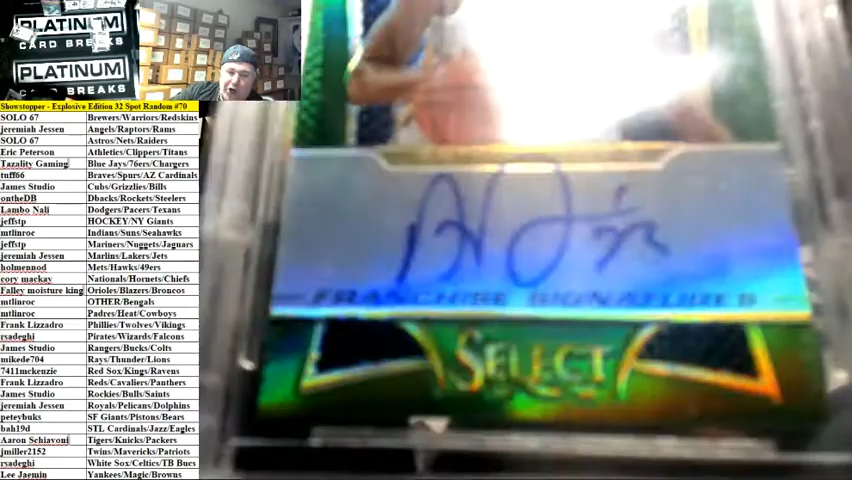 PLATINUM
CARD BREAKS
PLATINUM
CARD BREAKS
Showstopper - Explosive Edition 32 Spot Random #70
SOLO 67 Brewers/Warriors/Redskins
jeremiah Jessen Angels/Raptors/Rams
SOLO 67 Astros/Nets/Raiders
Eric Peterson Athletics/Clippers/Titans
Tazality Gaming Blue Jays/76ers/Chargers
tuff66 Braves/Spurs/AZ Cardinals
James Studio Cubs/Grizzlies/Bills
ontheDB Dbacks/Rockets/Steelers
Lambo Nali Dodgers/Pacers/Texans
jeffstp HOCKEY/NY Giants
mtlinroc Indians/Suns/Seahawks
jeffstp Mariners/Nuggets/Jaguars
jeremiah Jessen Marlins/Lakers/Jets
holmennod Mets/Hawks/49ers
cory mackay Nationals/Hornets/Chiefs
Falley moisture king Orioles/Blazers/Broncos
mtlinroc OTHER/Bengals
mtlinroc Padres/Heat/Cowboys
Frank Lizzadro Phillies/Twolves/Vikings
rsadeghi Pirates/Wizards/Falcons
James Studio Rangers/Bucks/Colts
mikede704 Rays/Thunder/Lions
7411mckenzie Red Sox/Kings/Ravens
Frank Lizzadro Reds/Cavaliers/Panthers
James Studio Rockies/Bulls/Saints
jeremiah Jessen Royals/Pelicans/Dolphins
peteybuks SF Giants/Pistons/Bears
bah19d STL Cardinals/Jazz/Eagles
Aaron Schiavoni Tigers/Knicks/Packers
jmiller2152 Twins/Mavericks/Patriots
rsadeghi White Sox/Celtics/TB Bucs
Lee Jaemin Yankees/Magic/Browns
FRANCHISE SIGNATURES
SELECT